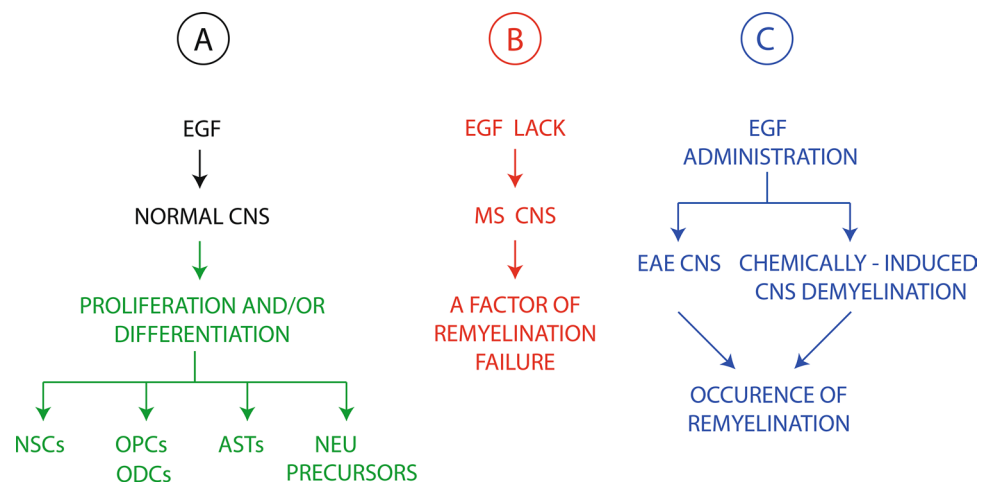 A
EGF
NORMAL CNS
PROLIFERATION AND/OR
DIFFERENTIATION
NSCs
OPCs
ODCs
ASTs
NEU
PRECURSORS
B
EGF LACK
MS CNS
A FACTOR OF
REMYELINATION
FAILURE
C
EGF
ADMINISTRATION
EAE CNS
CHEMICALLY - INDUCED
CNS DEMYELINATION
OCCURENCE OF
REMYELINATION